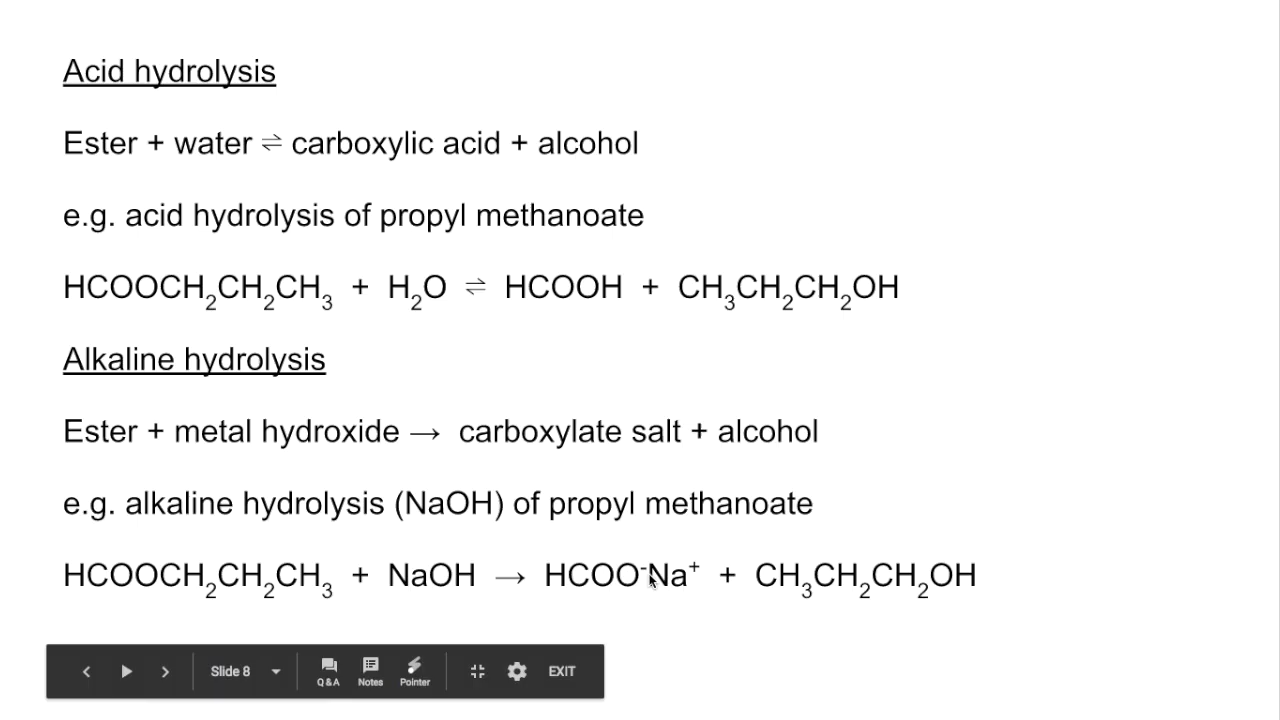 Acid hydrolysis
Ester + water ⇌ carboxylic acid + alcohol
e.g. acid hydrolysis of propyl methanoate
HCOOCH₂CH₂CH₃ + H₂O ⇌ HCOOH + CH₃CH₂CH₂OH
Alkaline hydrolysis
Ester + metal hydroxide → carboxylate salt + alcohol
e.g. alkaline hydrolysis (NaOH) of propyl methanoate
HCOOCH₂CH₂CH₃ + NaOH → HCOO⁻Na⁺ + CH₃CH₂CH₂OH
Slide 8 Q&A Notes Pointer EXIT